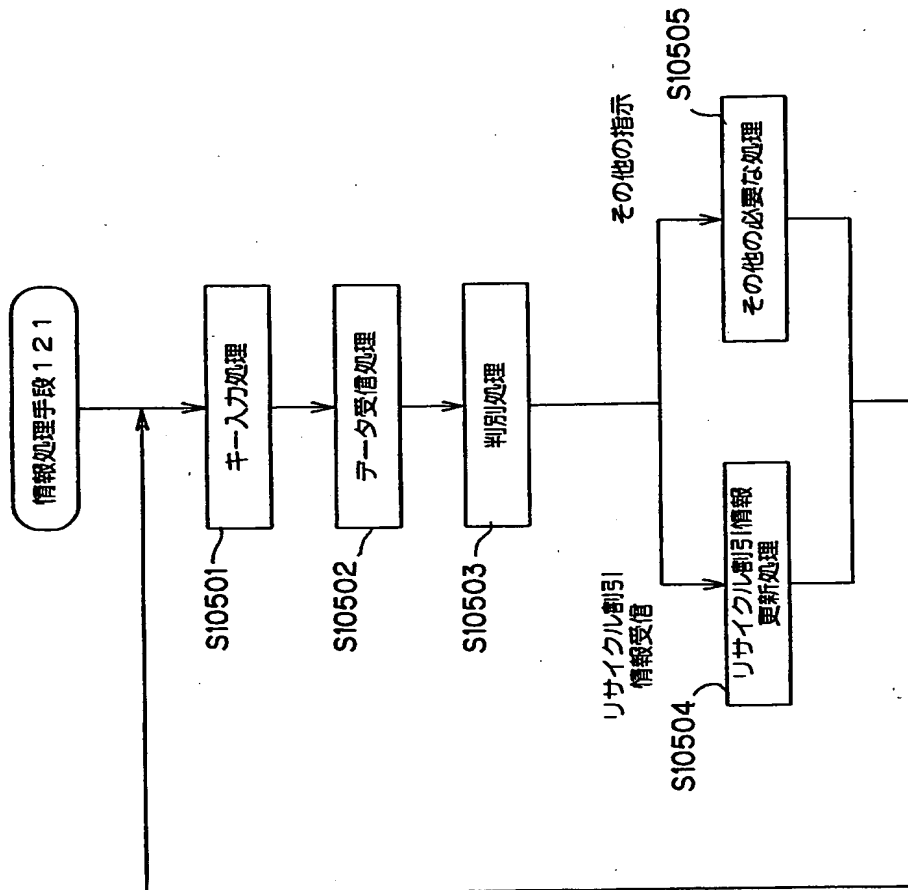 情報処理手段121
キー入力処理
S10501
データ受信処理
S10502
判別処理
S10503
リサイクル割引
情報受信
その他の指示
S10504
リサイクル割引情報
更新処理
S10505
その他の必要な処理